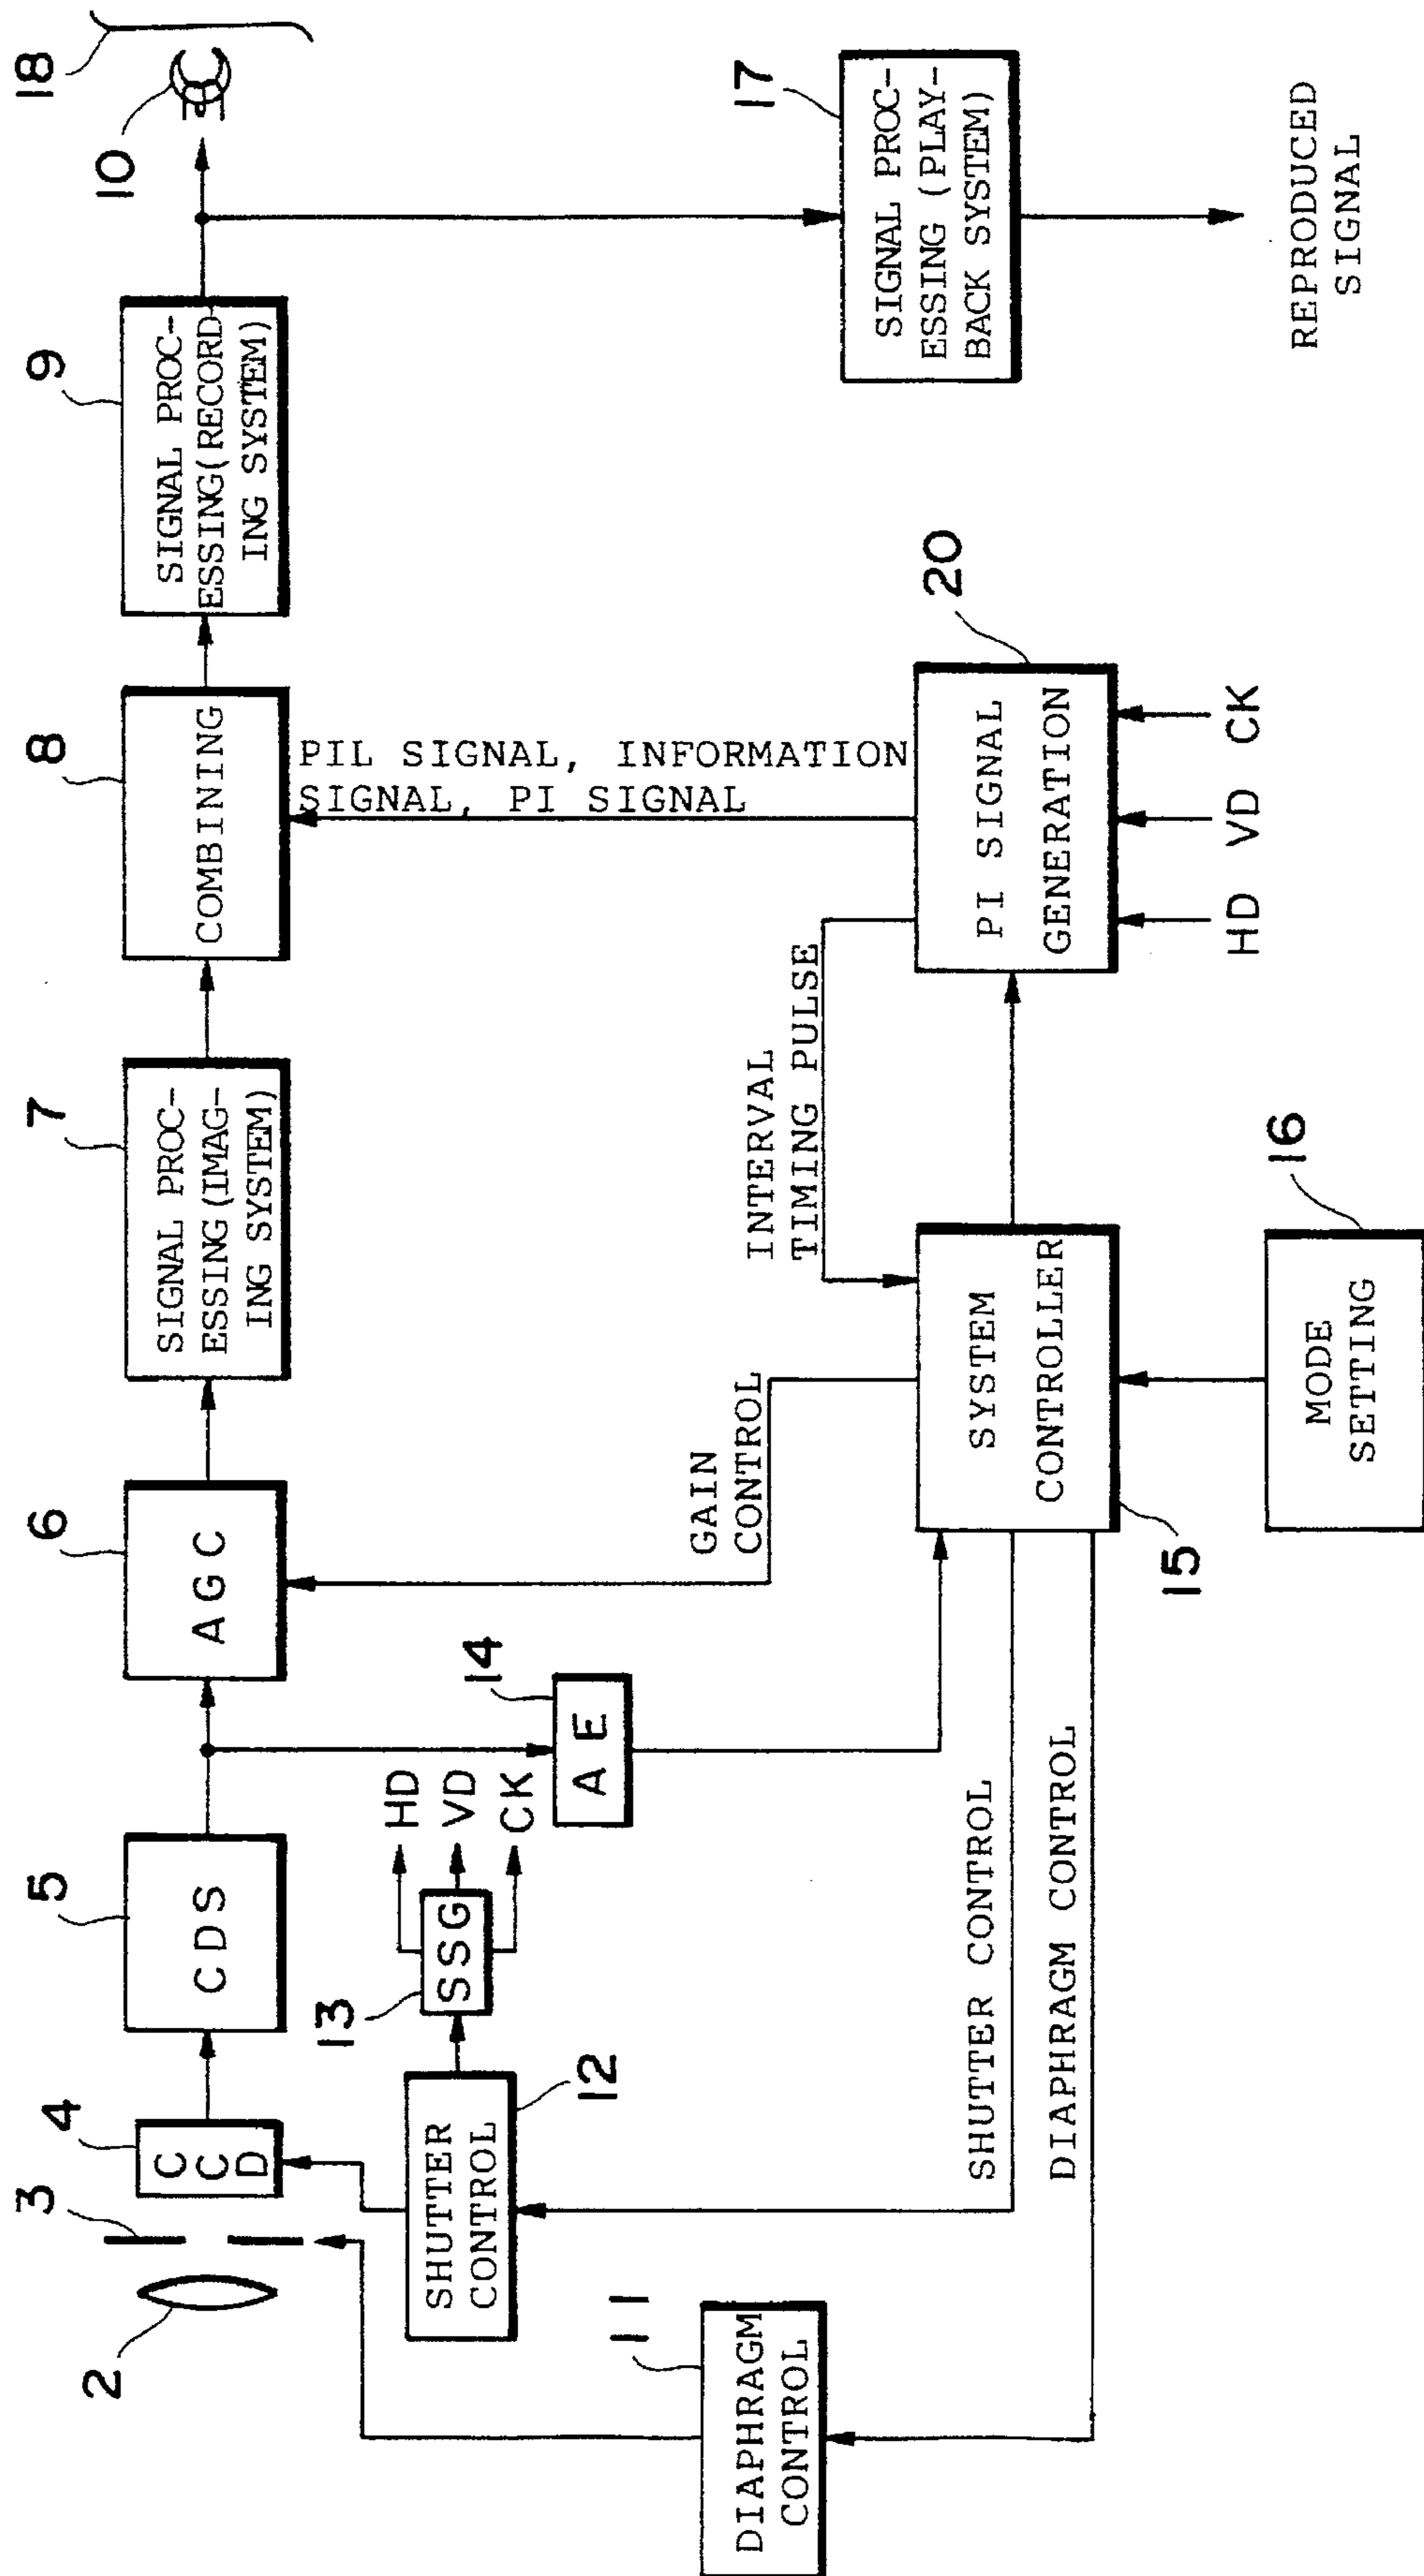 18
10
9
SIGNAL PROC-
ESSING(RECORD
ING SYSTEM)
8
COMBINING
7
SIGNAL PROC-
ESSING(IMAG-
ING SYSTEM)
6
AGC
5
CDS
4
C
C
D
3
2
17
SIGNAL PROC-
ESSING (PLAY-
BACK SYSTEM)
REPRODUCED
SIGNAL
PIL SIGNAL, INFORMATION
SIGNAL, PI SIGNAL
20
PI SIGNAL
GENERATION
HD VD CK
INTERVAL
TIMING PULSE
GAIN
CONTROL
SYSTEM
CONTROLLER
15
16
MODE
SETTING
14
AE
HD
VD
CK
13
SSG
12
SHUTTER
CONTROL
SHUTTER CONTROL
DIAPHRAGM CONTROL
11
DIAPHRAGM
CONTROL